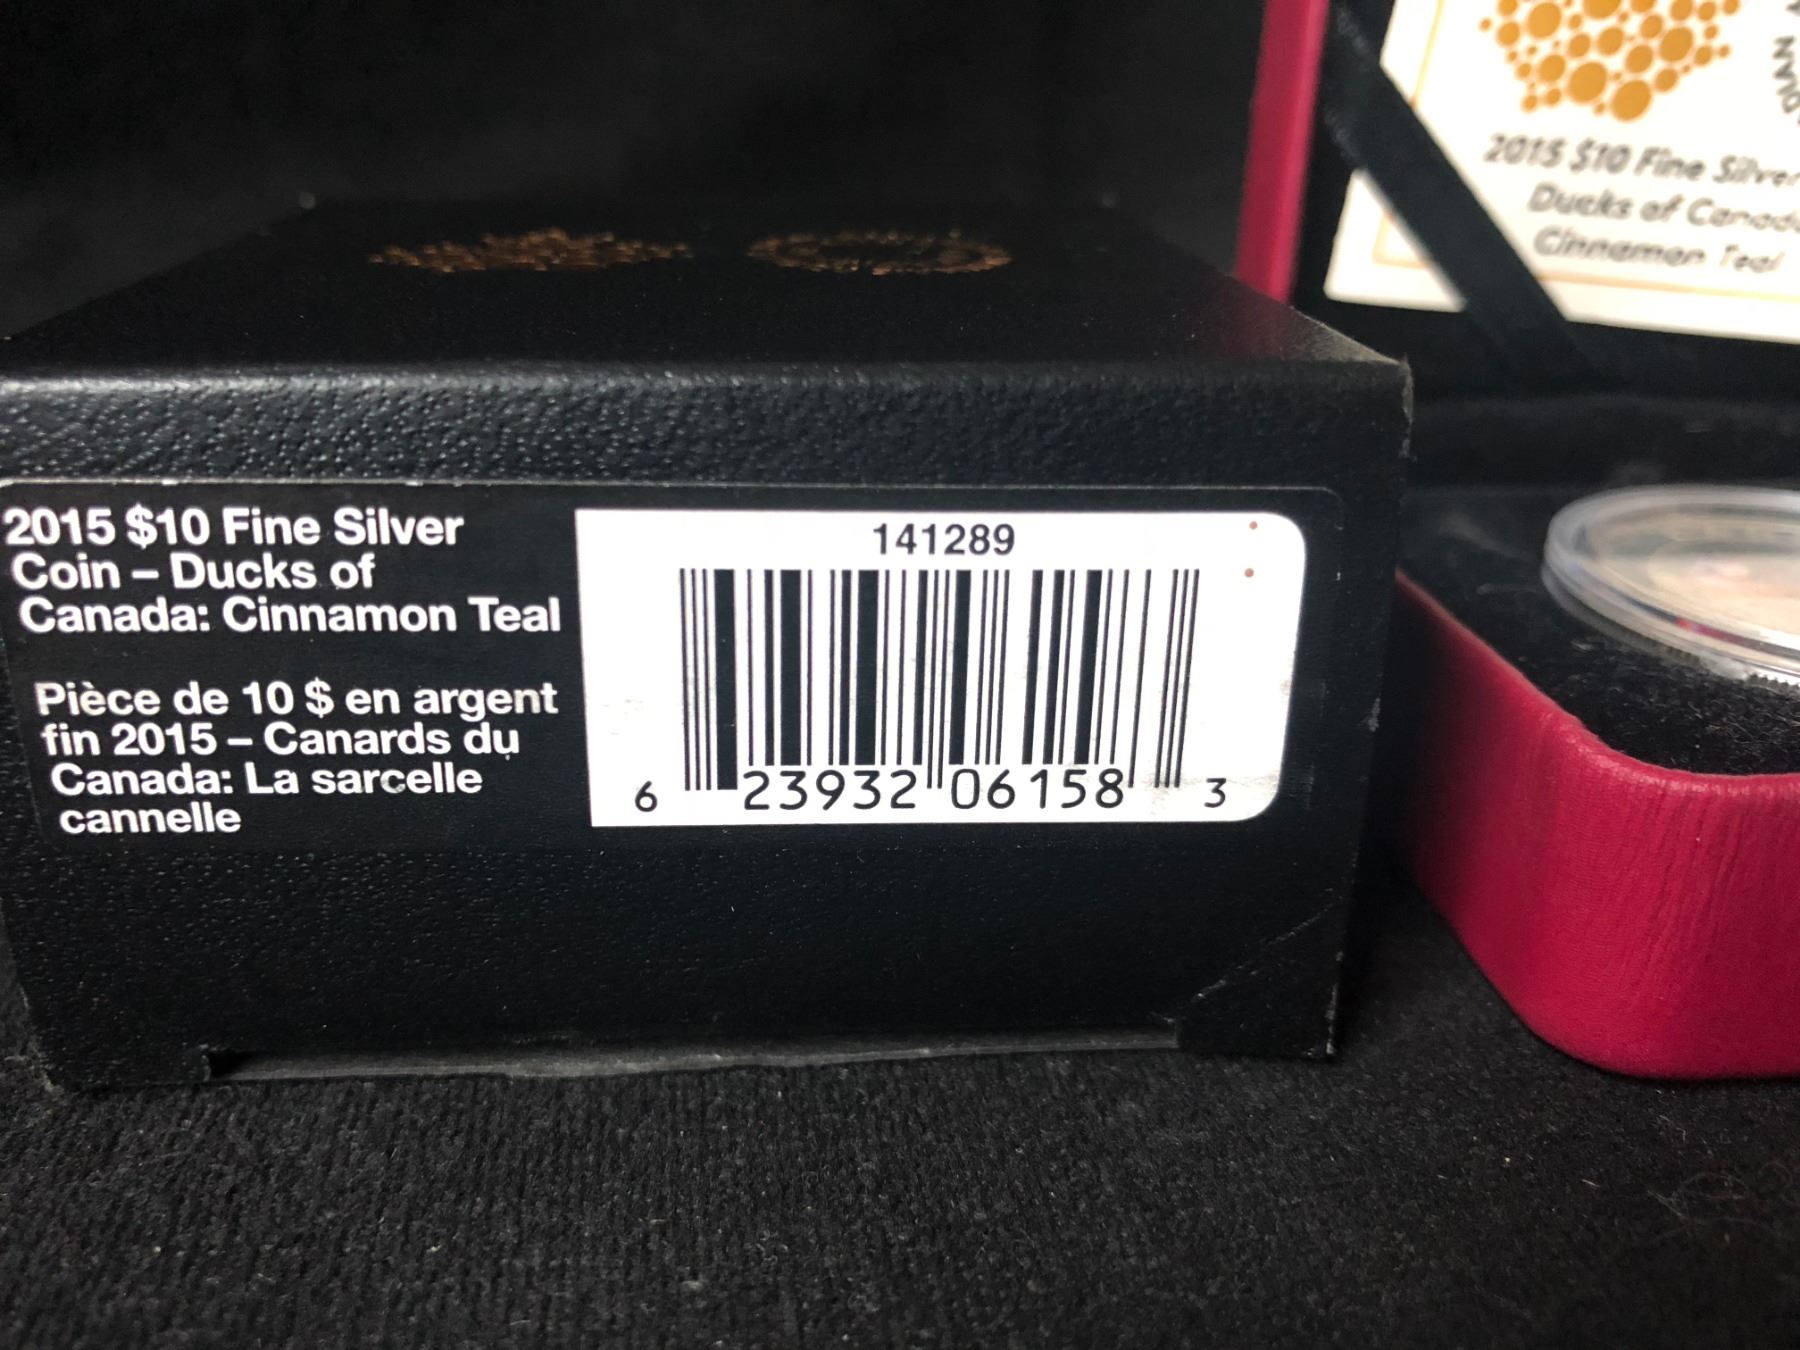 2015 $10 Fine Silver
Coin – Ducks of
Canada: Cinnamon Teal
Pièce de 10 $ en argent
fin 2015 – Canards du
Canada: La sarcelle
cannelle
141289
6 23932 06158 3
2015 $10 Fine Silver
Ducks of Canada
Cinnamon Teal